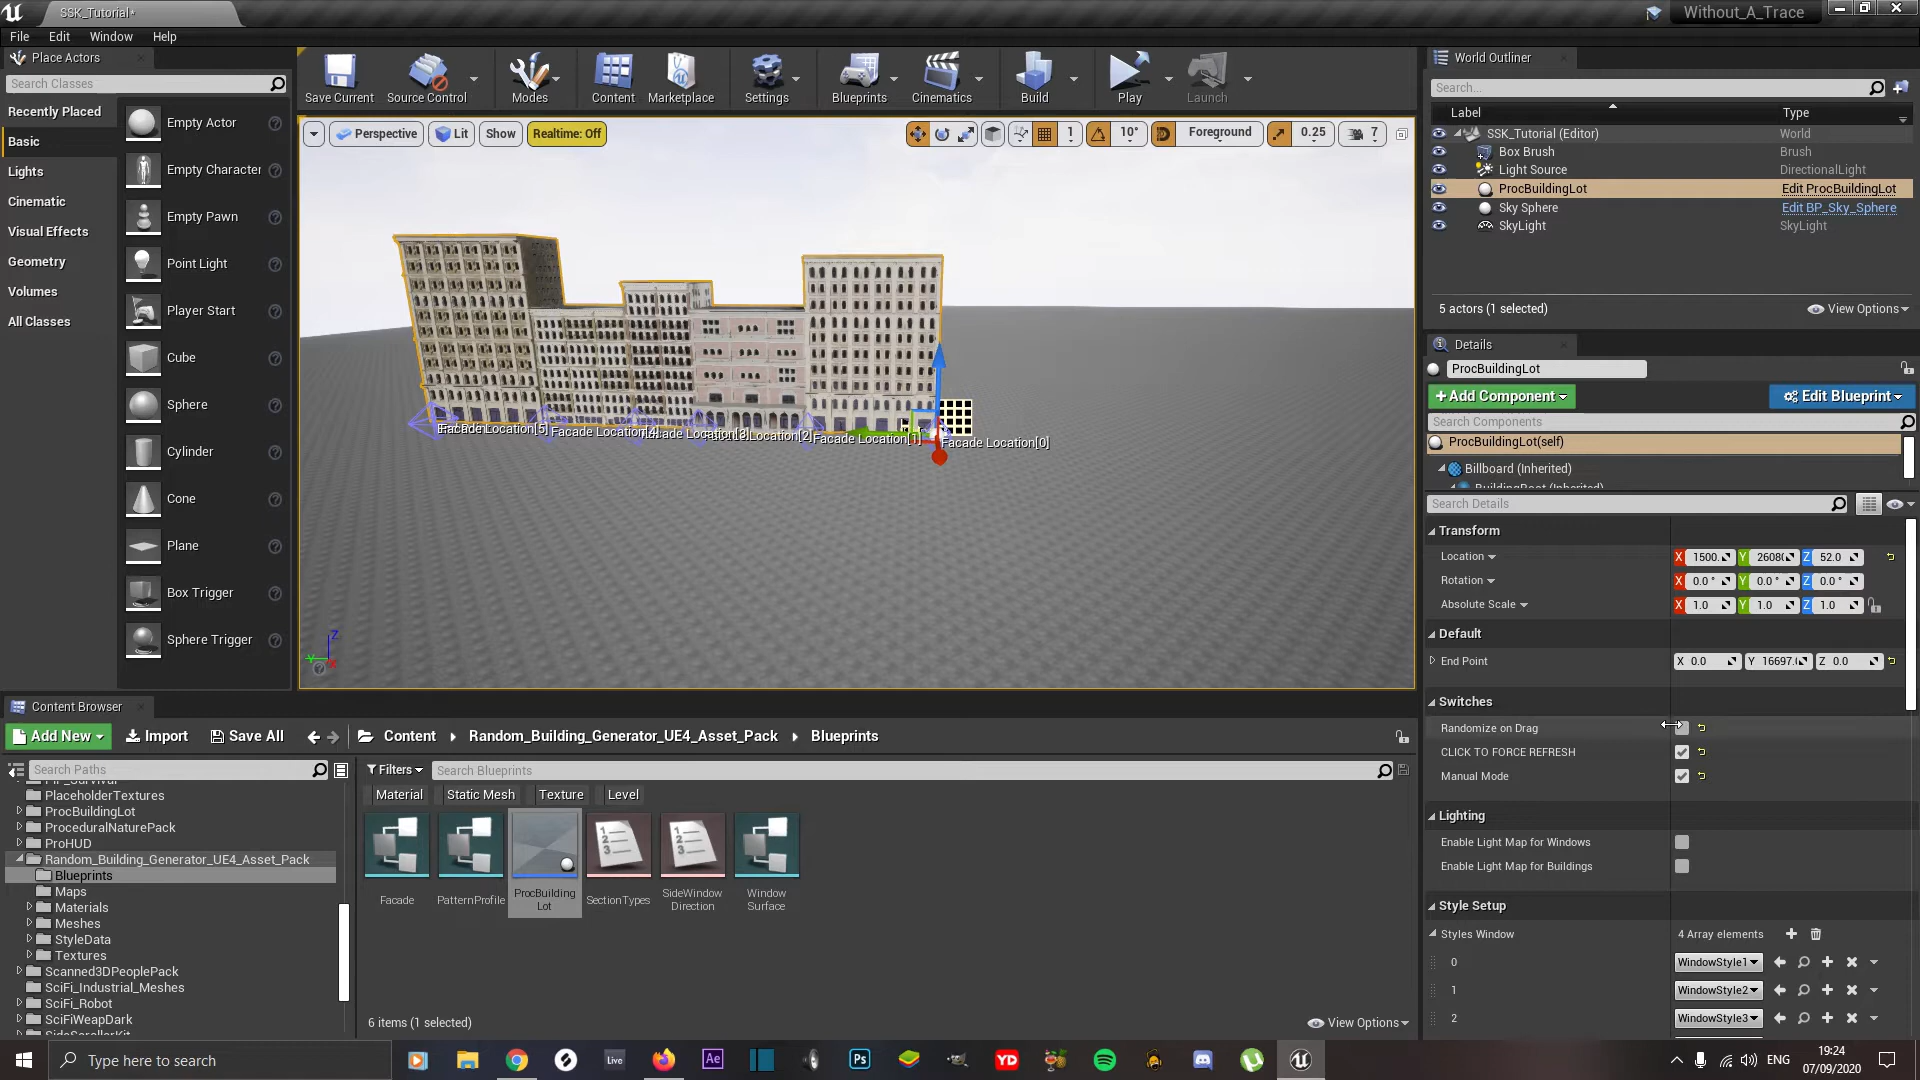 SSK_Tutorial*
Without_A_Trace
File Edit Window Help
Place Actors
Search Classes
Recently Placed
Basic
Lights
Cinematic
Visual Effects
Geometry
Volumes
All Classes
Empty Actor
Empty Character
Empty Pawn
Point Light
Player Start
Cube
Sphere
Cylinder
Cone
Plane
Box Trigger
Sphere Trigger
Save Current Source Control Modes Content Marketplace Settings Blueprints Cinematics Build Play Launch
Perspective Lit Show Realtime: Off
1 10° Foreground 0.25 7
Facade Location[5] Facade Location[4] Location[2] Facade Location[1] Facade Location[0]
Z
Y X
World Outliner
Search...
Label Type
SSK_Tutorial (Editor) World
Box Brush Brush
Light Source DirectionalLight
ProcBuildingLot Edit ProcBuildingLot
Sky Sphere Edit BP_Sky_Sphere
SkyLight SkyLight
5 actors (1 selected) View Options
Details
ProcBuildingLot
Add Component Edit Blueprint
Search Components
ProcBuildingLot(self)
Billboard (Inherited)
BuildingRoot (Inherited)
Search Details
Transform
Location X 1500. Y 2608 Z 52.0
Rotation X 0.0 ° Y 0.0 ° Z 0.0 °
Absolute Scale X 1.0 Y 1.0 Z 1.0
Default
End Point X 0.0 Y 16697. Z 0.0
Switches
Randomize on Drag
CLICK TO FORCE REFRESH
Manual Mode
Lighting
Enable Light Map for Windows
Enable Light Map for Buildings
Style Setup
Styles Window 4 Array elements
0 WindowStyle1
1 WindowStyle2
2 WindowStyle3
Content Browser
Add New Import Save All Content Random_Building_Generator_UE4_Asset_Pack Blueprints
Search Paths
PlaceholderTextures
ProcBuildingLot
ProceduralNaturePack
ProHUD
Random_Building_Generator_UE4_Asset_Pack
Blueprints
Maps
Materials
Meshes
StyleData
Textures
Scanned3DPeoplePack
SciFi_Industrial_Meshes
SciFi_Robot
SciFiWeapDark
SideScrollerKit
Filters Search Blueprints
Material Static Mesh Texture Level
Facade
PatternProfile
ProcBuilding
Lot
SectionTypes
SideWindow
Direction
Window
Surface
6 items (1 selected) View Options
Type here to search
Live
Ae
Ps
YD
ENG
19:24
07/09/2020